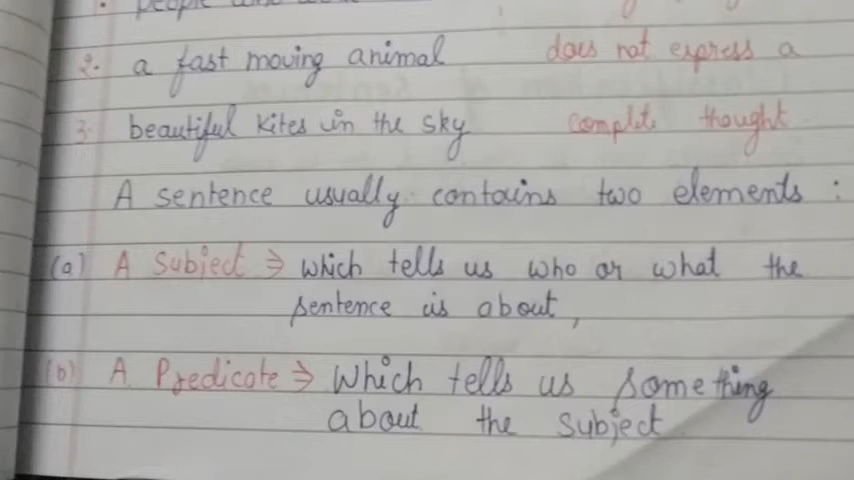 people
2. a fast moving animal does not express a
3. beautiful kites in the sky complete thought
A sentence usually contains two elements :
(a) A Subject ⇒ which tells us who or what the
sentence is about,
(b) A Predicate ⇒ Which tells us something
about the subject